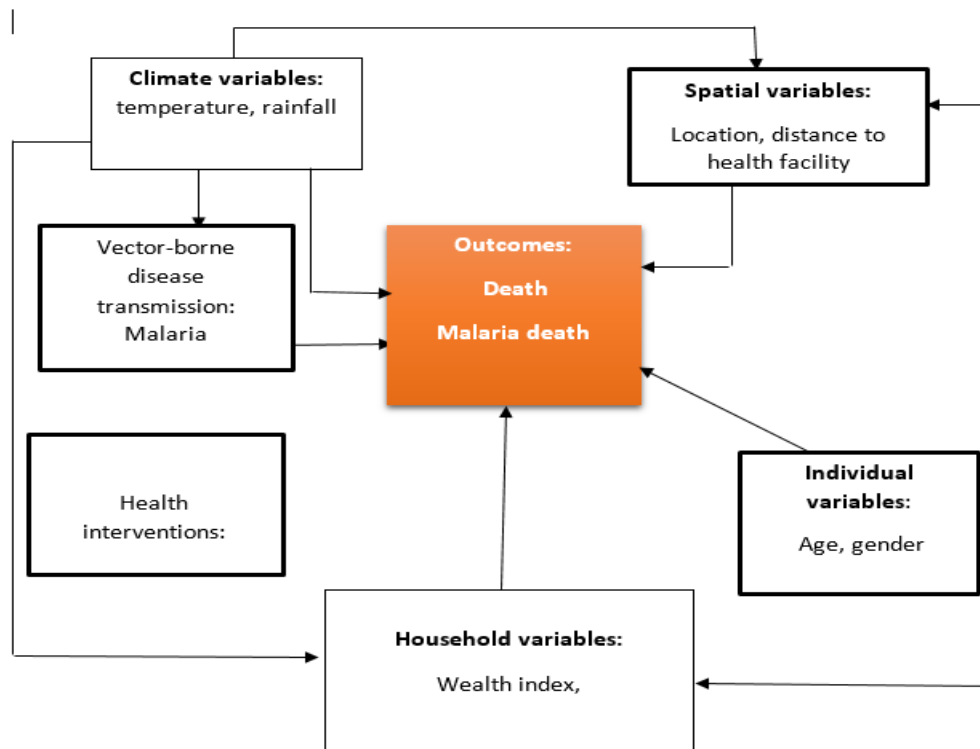 Climate variables:
temperature, rainfall
Spatial variables:
Location, distance to
health facility
Vector-borne
disease
transmission:
Malaria
Outcomes:
Death
Malaria death
Health
interventions:
Individual
variables:
Age, gender
Household variables:
Wealth index,